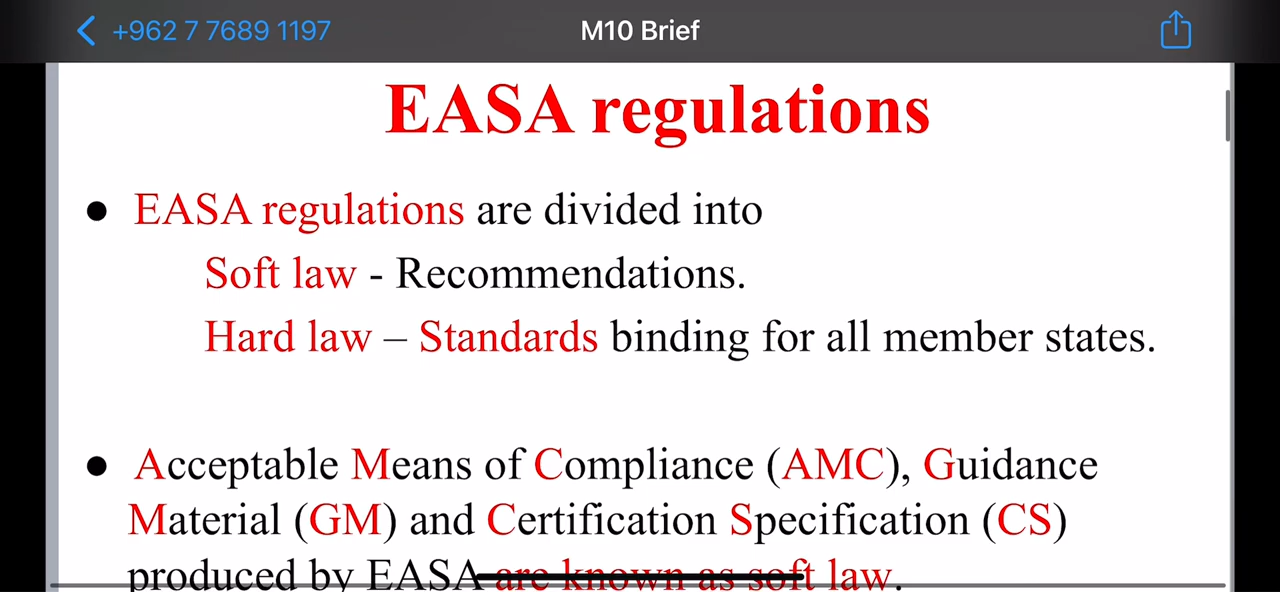 +962 7 7689 1197
M10 Brief
EASA regulations
● EASA regulations are divided into
Soft law - Recommendations.
Hard law – Standards binding for all member states.
● Acceptable Means of Compliance (AMC), Guidance
Material (GM) and Certification Specification (CS)
produced by EASA are known as soft law.